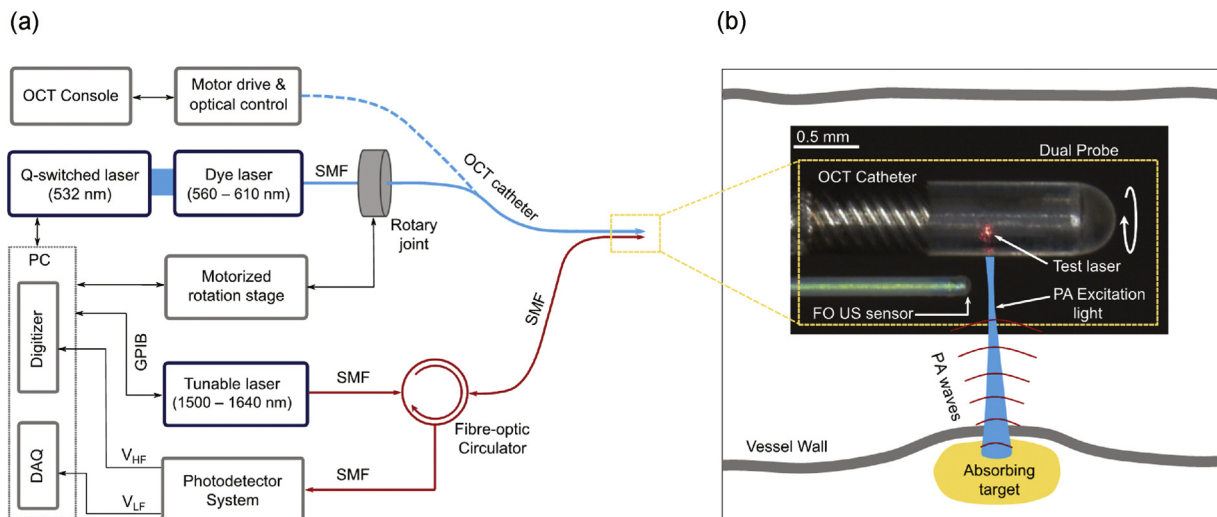 (a)
OCT Console
Motor drive &
optical control
Q-switched laser
(532 nm)
Dye laser
(560 – 610 nm)
SMF
OCT catheter
Rotary
joint
PC
Motorized
rotation stage
Digitizer
GPIB
SMF
Tunable laser
(1500 – 1640 nm)
SMF
Fibre-optic
Circulator
DAQ
VHF
VLF
Photodetector
System
SMF
(b)
0.5 mm
Dual Probe
OCT Catheter
Test laser
PA Excitation
light
FO US sensor
PA waves
Vessel Wall
Absorbing
target